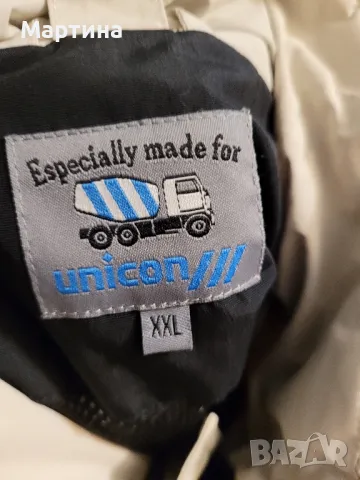 Мартина
Especially made for
unicon
XXL
BAZAR